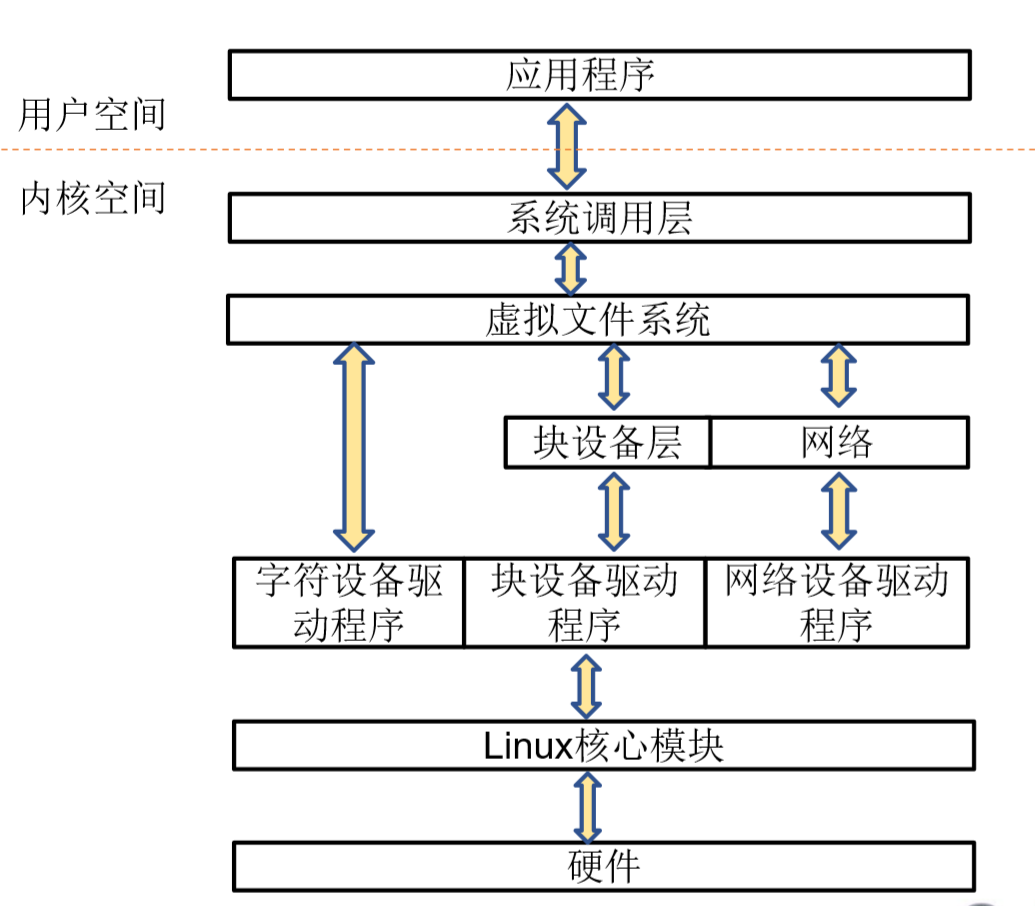 应用程序
用户空间
内核空间
系统调用层
虚拟文件系统
块设备层
网络
字符设备驱
动程序
块设备驱动
程序
网络设备驱动
程序
Linux核心模块
硬件